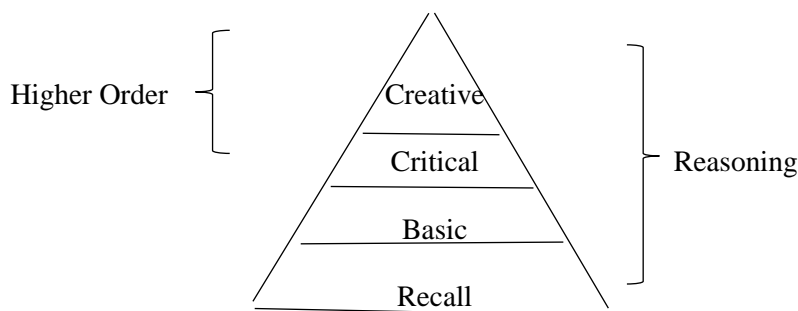 Higher Order
Creative
Critical
Reasoning
Basic
Recall